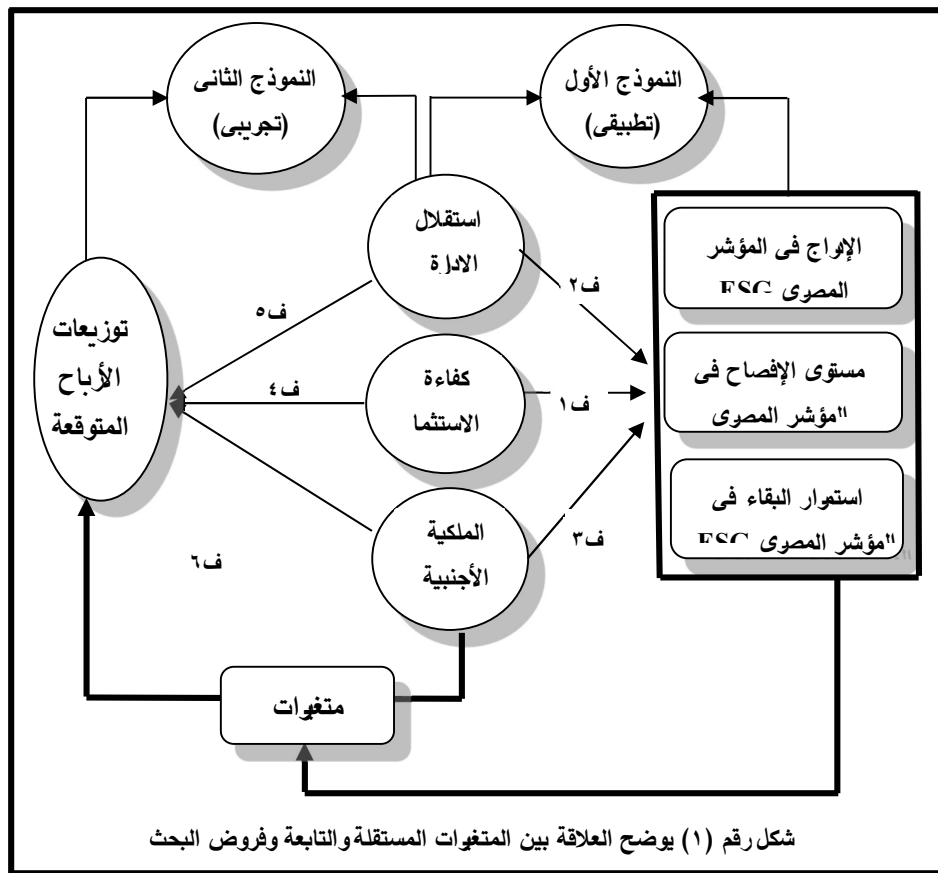 النموذج الأول
(تطبيقى)
النموذج الثانى
(تجريبى)
استقلال
الادارة
الإدراج فى المؤشر
المصرى ESG
ف٢
ف٥
توزيعات
الأرباح
المتوقعة
كفاءة
الاستثما
ف٤
ف١
مستوى الإفصاح فى
المؤشر المصرى
الملكية
الأجنبية
ف٣
ف٦
استمرار البقاء فى
المؤشر المصرى ESG
متغيرات
شكل رقم (١) يوضح العلاقة بين المتغيرات المستقلة والتابعة وفروض البحث